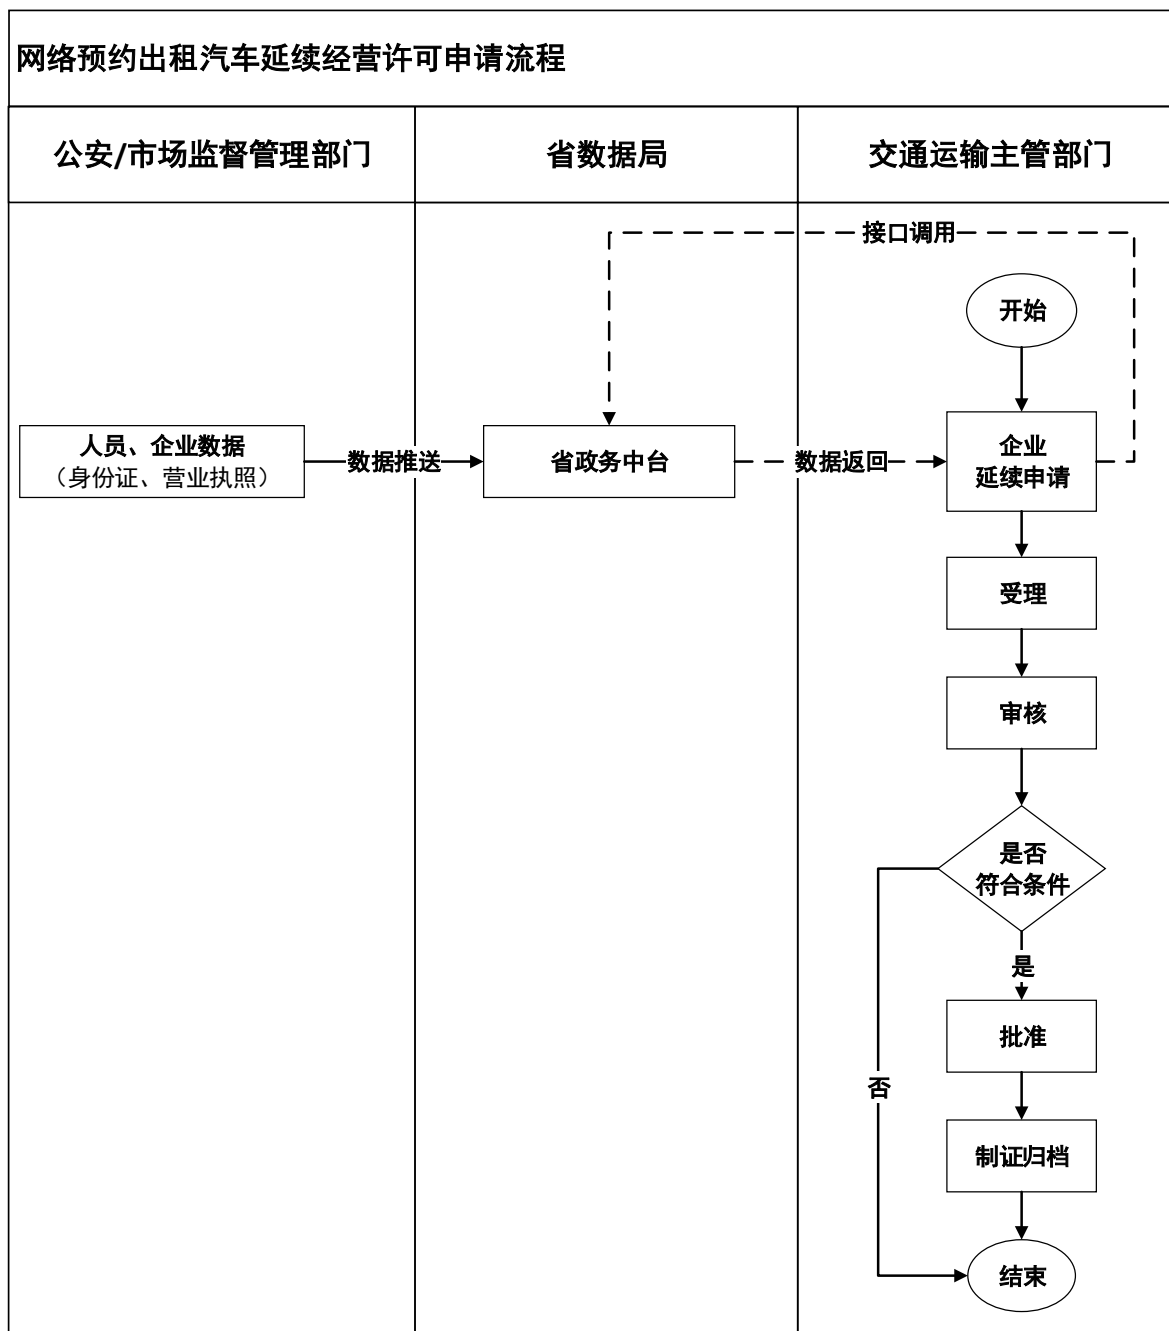 网络预约出租汽车延续经营许可申请流程
公安/市场监督管理部门
省数据局
交通运输主管部门
接口调用
开始
人员、企业数据
（身份证、营业执照）
数据推送
省政务中台
数据返回
企业
延续申请
受理
审核
是否
符合条件
是
批准
否
制证归档
结束